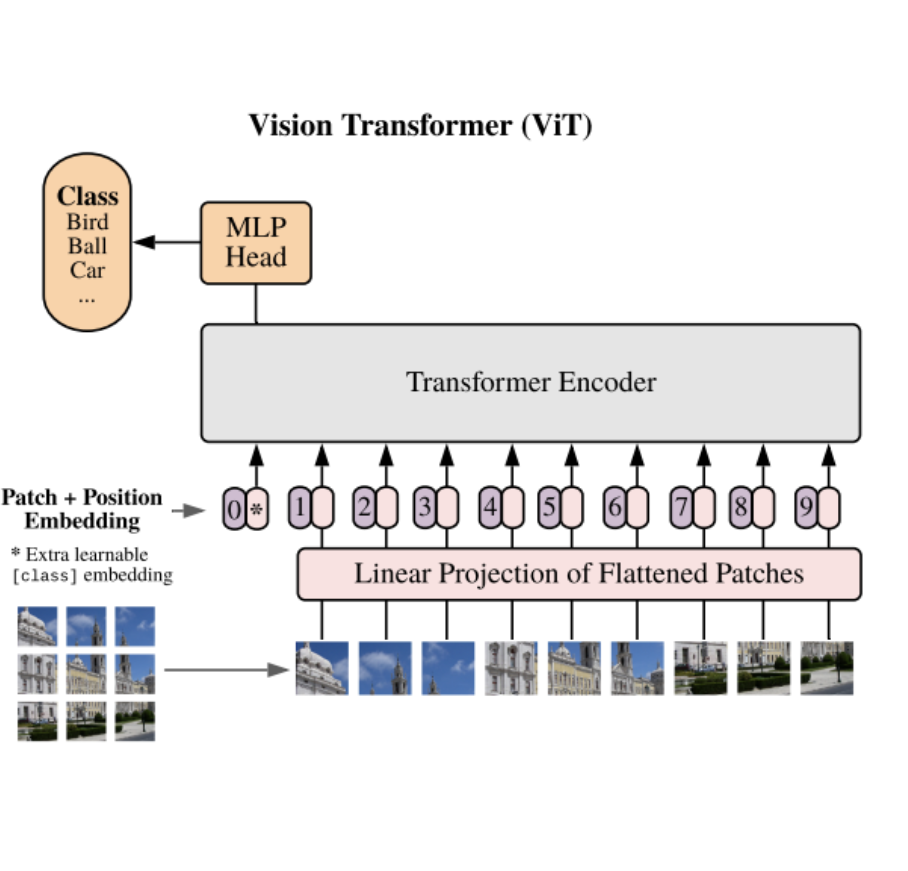 Vision Transformer (ViT)
Class
Bird
Ball
Car
...
MLP
Head
Transformer Encoder
Patch + Position
Embedding
0 * 1 2 3 4 5 6 7 8 9
* Extra learnable
[class] embedding
Linear Projection of Flattened Patches